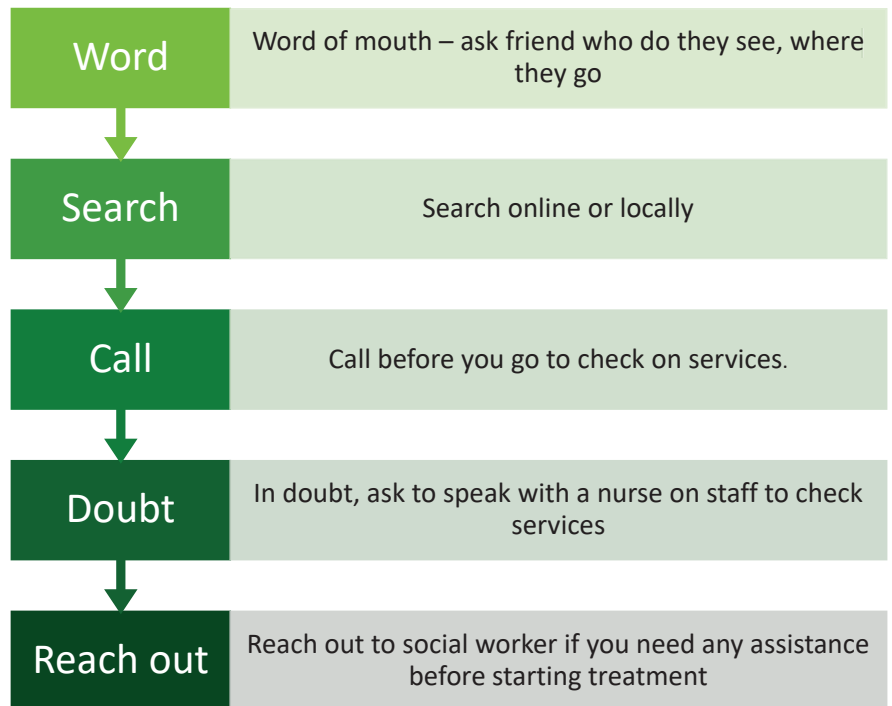 Word
Word of mouth – ask friend who do they see, where
they go
Search
Search online or locally
Call
Call before you go to check on services.
Doubt
In doubt, ask to speak with a nurse on staff to check
services
Reach out
Reach out to social worker if you need any assistance
before starting treatment